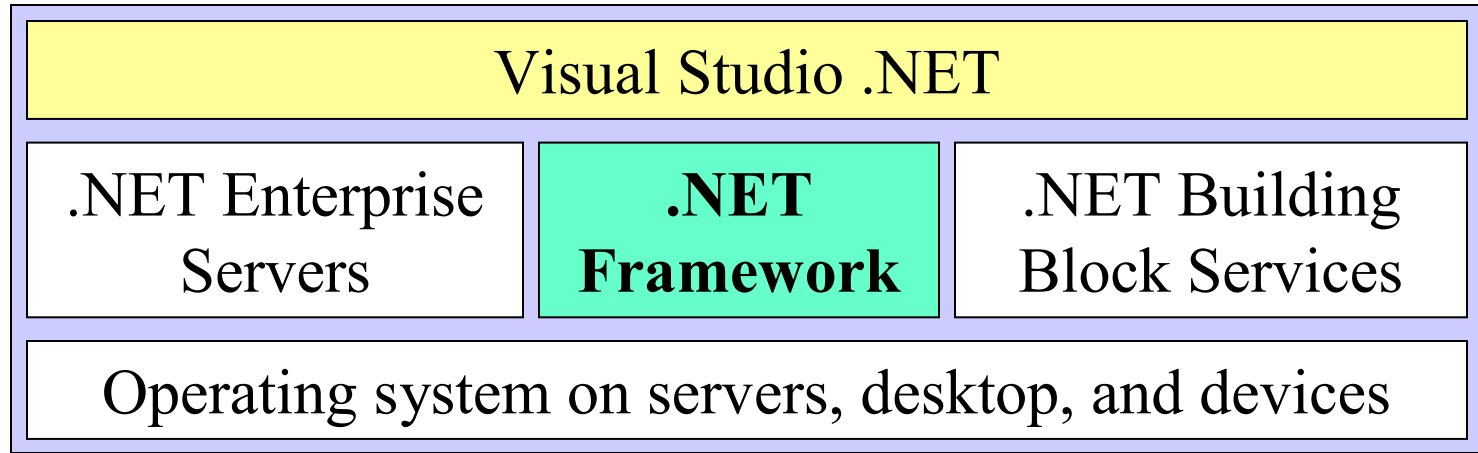 Visual Studio .NET
.NET Enterprise
Servers
.NET
Framework
.NET Building
Block Services
Operating system on servers, desktop, and devices